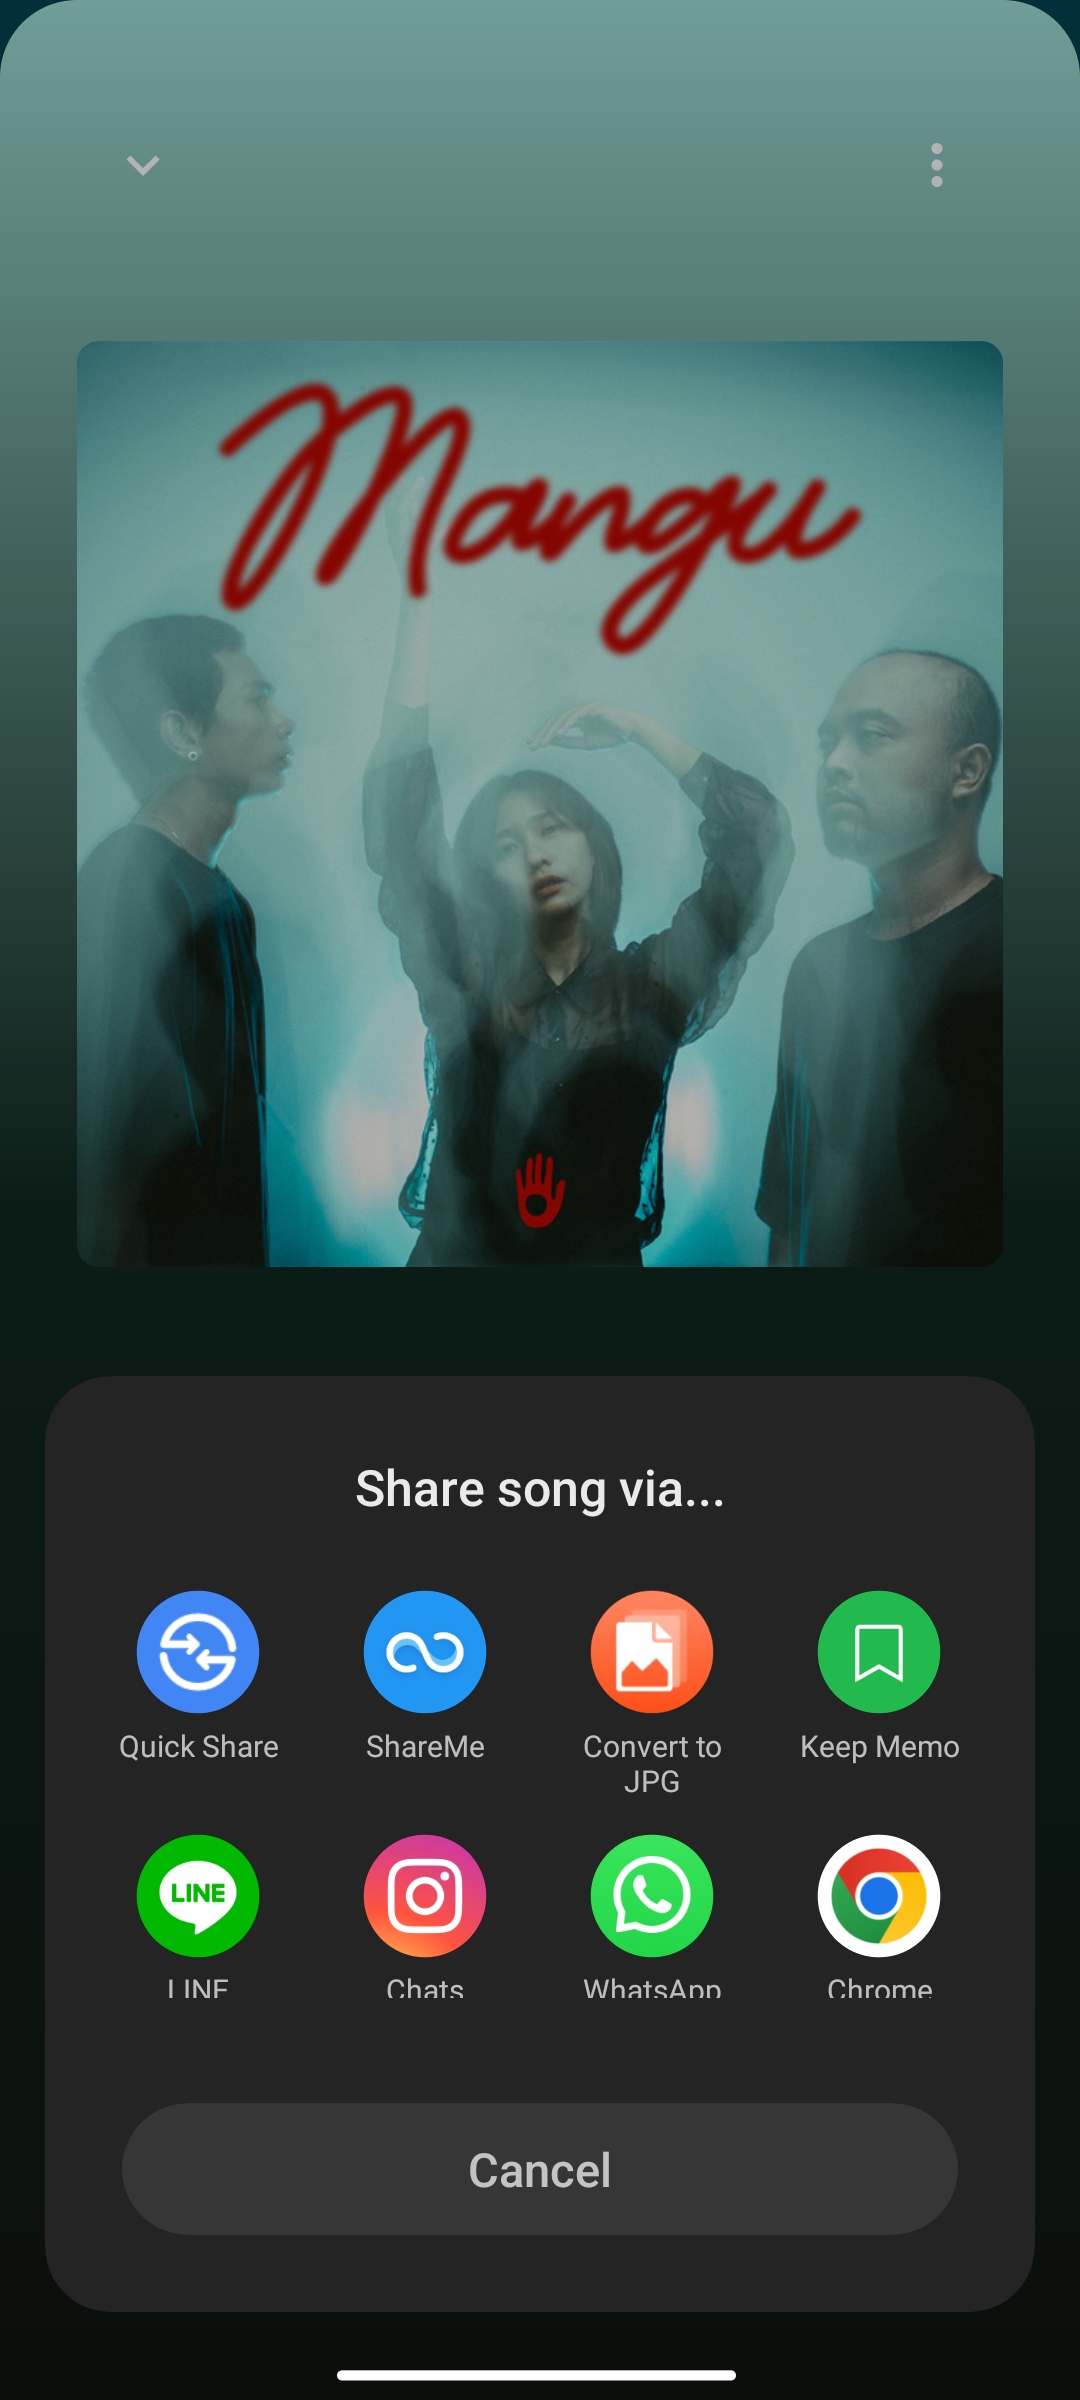 Mangu
Share song via...
Quick Share
ShareMe
Convert to
JPG
Keep Memo
LINE
LINE
Chats
WhatsApp
Chrome
Cancel